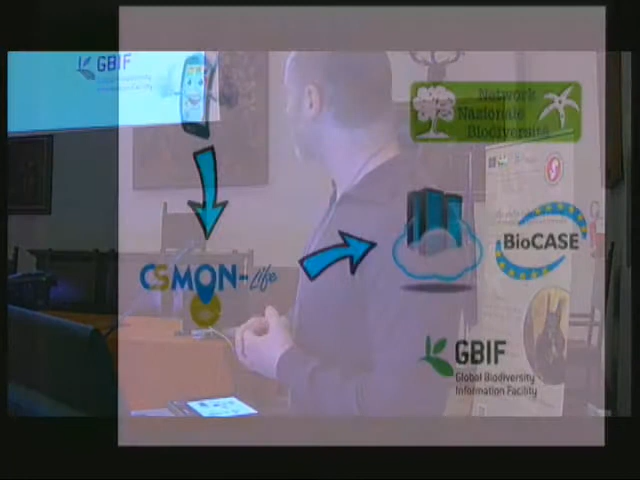 GBIF
Network
Nazionale
Biodiversità
CSMON-Life
BioCASE
GBIF
Global Biodiversity
Information Facility